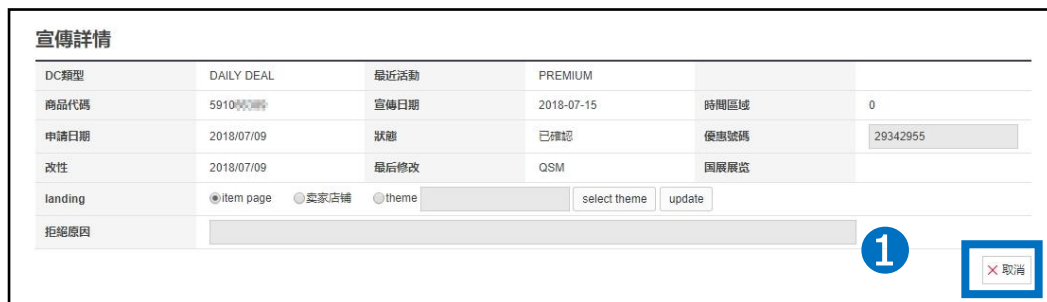 宣傳詳情
DC類型 DAILY DEAL 最近活動 PREMIUM
商品代碼 5910 宣傳日期 2018-07-15 時間區域 0
申請日期 2018/07/09 狀態 已確認 優惠號碼 29342955
改性 2018/07/09 最后修改 QSM 国展展览
landing item page 卖家店铺 theme select theme update
拒絕原因
1
取消